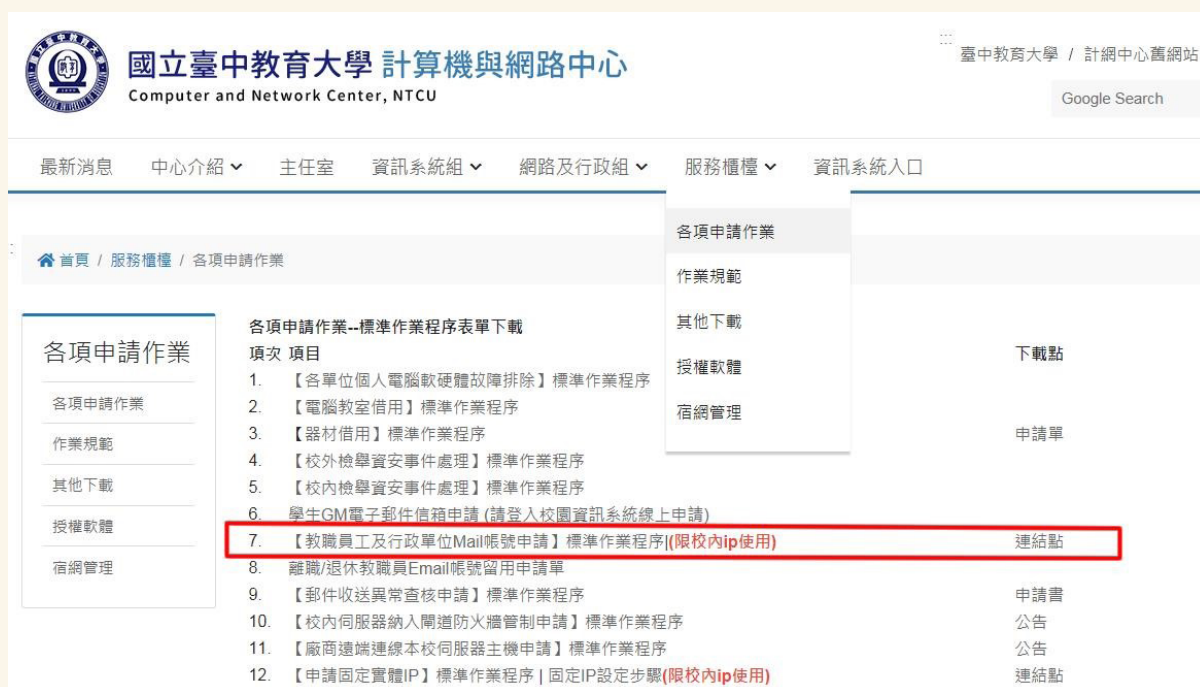 國立臺中教育大學 計算機與網路中心
Computer and Network Center, NTCU
臺中教育大學 / 計網中心舊網站
Google Search
最新消息 中心介紹 主任室 資訊系統組 網路及行政組 服務櫃檯 資訊系統入口
各項申請作業
作業規範
其他下載
授權軟體
宿網管理
首頁 / 服務櫃檯 / 各項申請作業
各項申請作業
各項申請作業
作業規範
其他下載
授權軟體
宿網管理
各項申請作業--標準作業程序表單下載
項次 項目 下載點
1. 【各單位個人電腦軟硬體故障排除】標準作業程序
2. 【電腦教室借用】標準作業程序
3. 【器材借用】標準作業程序 申請單
4. 【校外檢舉資安事件處理】標準作業程序
5. 【校內檢舉資安事件處理】標準作業程序
6. 學生GM電子郵件信箱申請 (請登入校園資訊系統線上申請)
7. 【教職員工及行政單位Mail帳號申請】標準作業程序|(限校內ip使用) 連結點
8. 離職/退休教職員Email帳號留用申請單
9. 【郵件收送異常查核申請】標準作業程序 申請書
10. 【校內伺服器納入閘道防火牆管制申請】標準作業程序 公告
11. 【廠商遠端連線本校伺服器主機申請】標準作業程序 公告
12. 【申請固定實體IP】標準作業程序 | 固定IP設定步驟(限校內ip使用) 連結點